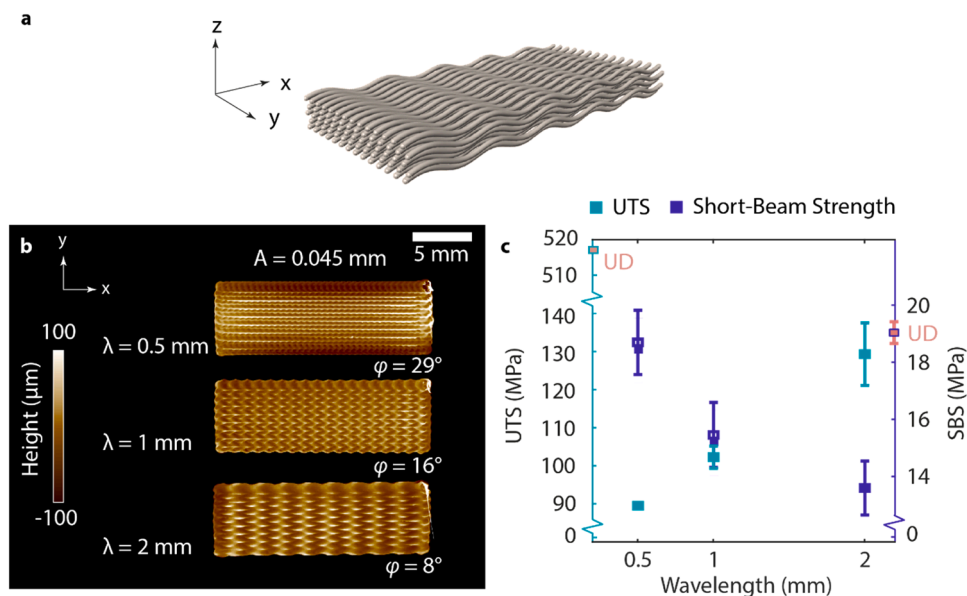 a
z
x
y
UTS
Short-Beam Strength
b
y
x
A = 0.045 mm
5 mm
100
Height (µm)
-100
λ = 0.5 mm
φ = 29°
λ = 1 mm
φ = 16°
λ = 2 mm
φ = 8°
c
520
510
140
130
120
110
100
90
0
UTS (MPa)
UD
UD
20
18
16
14
0
SBS (MPa)
0.5
1
2
Wavelength (mm)